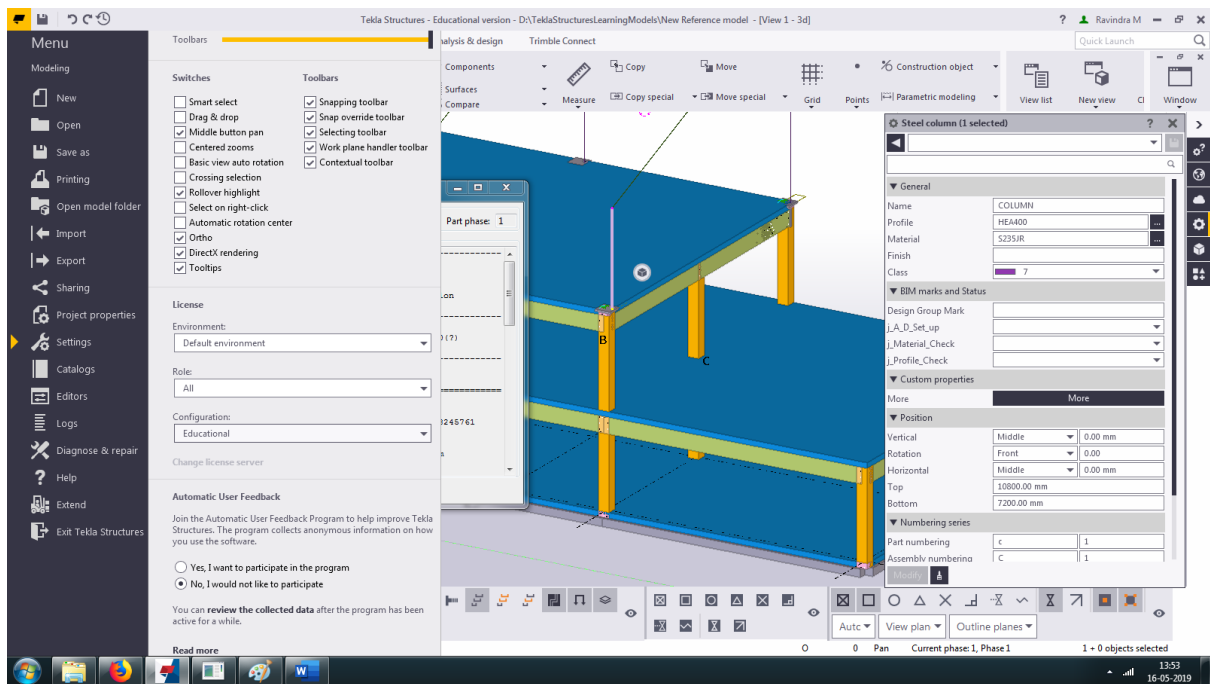 Tekla Structures - Educational version - D:\TeklaStructuresLearningModels\New Reference model - [View 1 - 3d]
? Ravindra M
Menu
Modeling
New
Open
Save as
Printing
Open model folder
Import
Export
Sharing
Project properties
Settings
Catalogs
Editors
Logs
Diagnose & repair
Help
Extend
Exit Tekla Structures
Toolbars
Switches
Smart select
Drag & drop
Middle button pan
Centered zooms
Basic view auto rotation
Crossing selection
Rollover highlight
Select on right-click
Automatic rotation center
Ortho
DirectX rendering
Tooltips
Toolbars
Snapping toolbar
Snap override toolbar
Selecting toolbar
Work plane handler toolbar
Contextual toolbar
License
Environment:
Default environment
Role:
All
Configuration:
Educational
Change license server
Automatic User Feedback
Join the Automatic User Feedback Program to help improve Tekla
Structures. The program collects anonymous information on how
you use the software.
Yes, I want to participate in the program
No, I would not like to participate
You can review the collected data after the program has been
active for a while.
Read more
nalysis & design Trimble Connect
Quick Launch
Components
Surfaces
Compare
Measure
Copy
Copy special
Move
Move special
Grid
Points
Construction object
Parametric modeling
View list
New view
Cl
Window
Part phase: 1
on
(?)
3245761
B
C
Steel column (1 selected) ? X
General
Name COLUMN
Profile HEA400 ...
Material S235JR ...
Finish
Class 7
BIM marks and Status
Design Group Mark
j_A_D_Set_up
j_Material_Check
j_Profile_Check
Custom properties
More More
Position
Vertical Middle 0.00 mm
Rotation Front 0.00
Horizontal Middle 0.00 mm
Top 10800.00 mm
Bottom 7200.00 mm
Numbering series
Part numbering c 1
Assembly numbering C 1
Modify
Autc View plan Outline planes
O 0 Pan Current phase: 1, Phase 1 1 + 0 objects selected
13:53
16-05-2019